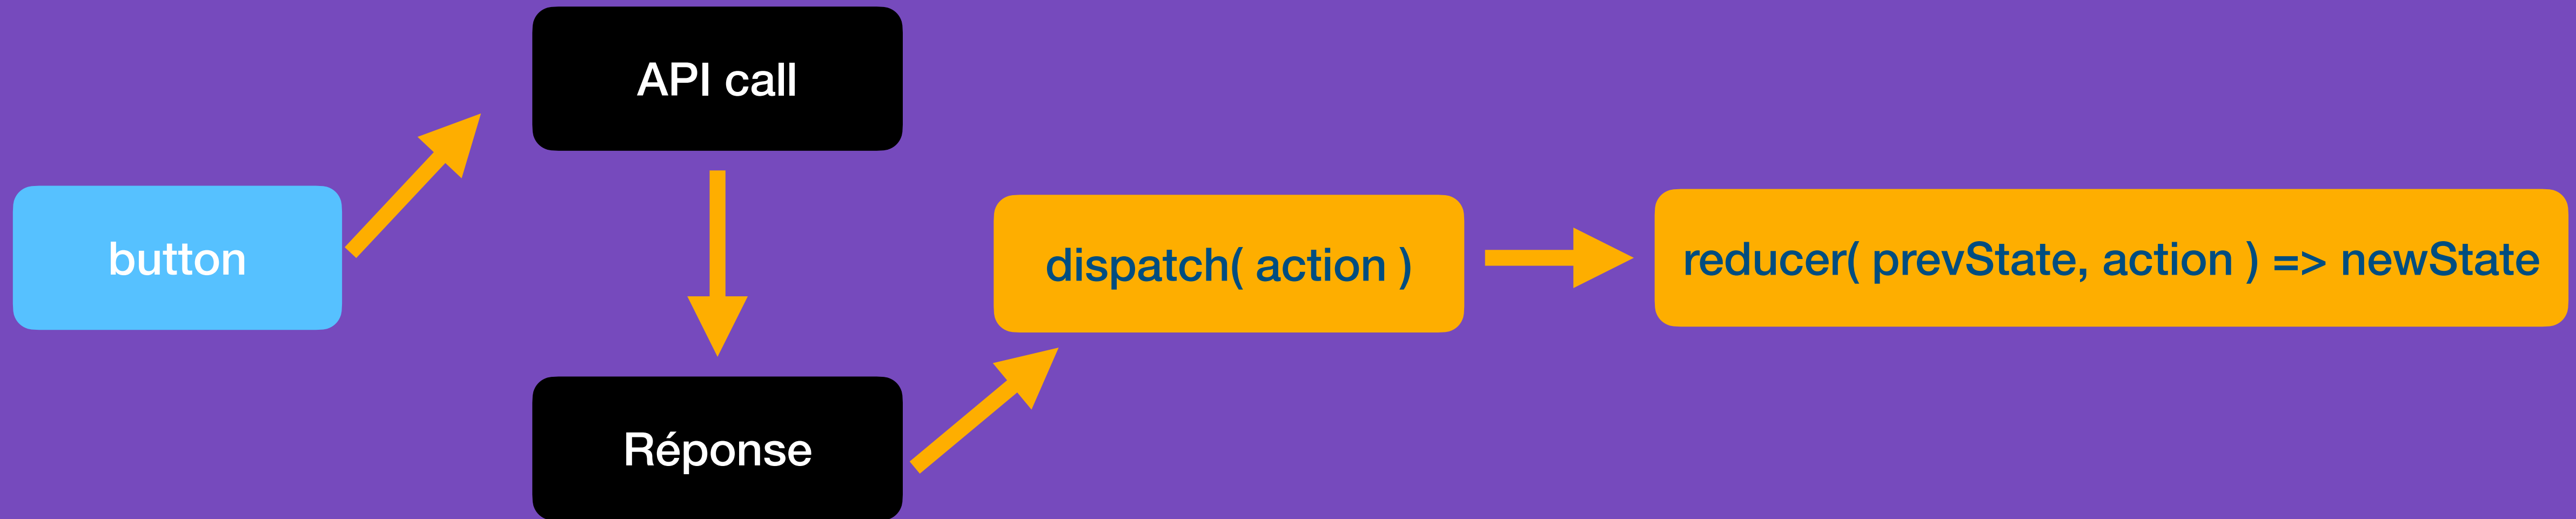 API call
button
dispatch( action )
reducer( prevState, action ) => newState
Réponse